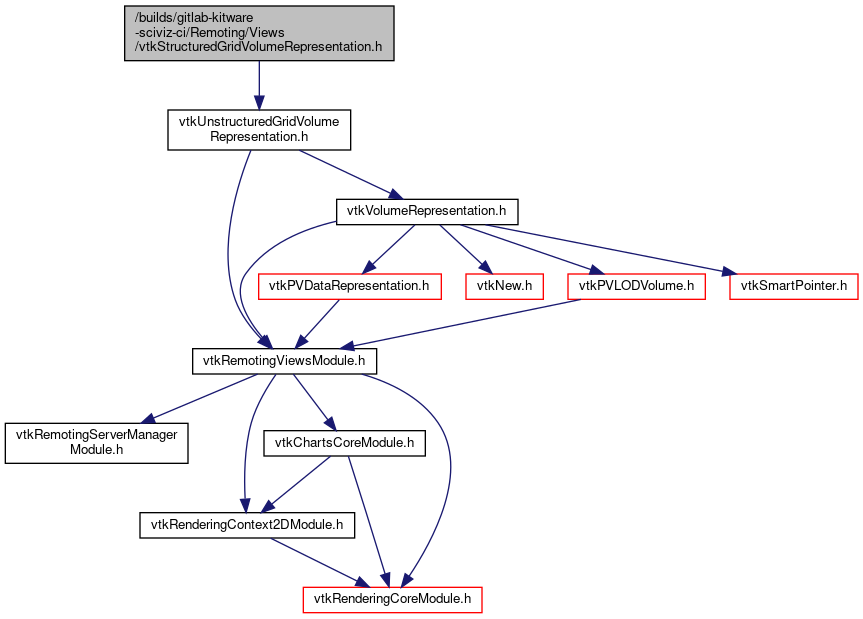 /builds/gitlab-kitware
-sciviz-ci/Remoting/Views
/vtkStructuredGridVolumeRepresentation.h
vtkUnstructuredGridVolume
Representation.h
vtkVolumeRepresentation.h
vtkPVDataRepresentation.h
vtkNew.h
vtkPVLODVolume.h
vtkSmartPointer.h
vtkRemotingViewsModule.h
vtkRemotingServerManager
Module.h
vtkChartsCoreModule.h
vtkRenderingContext2DModule.h
vtkRenderingCoreModule.h